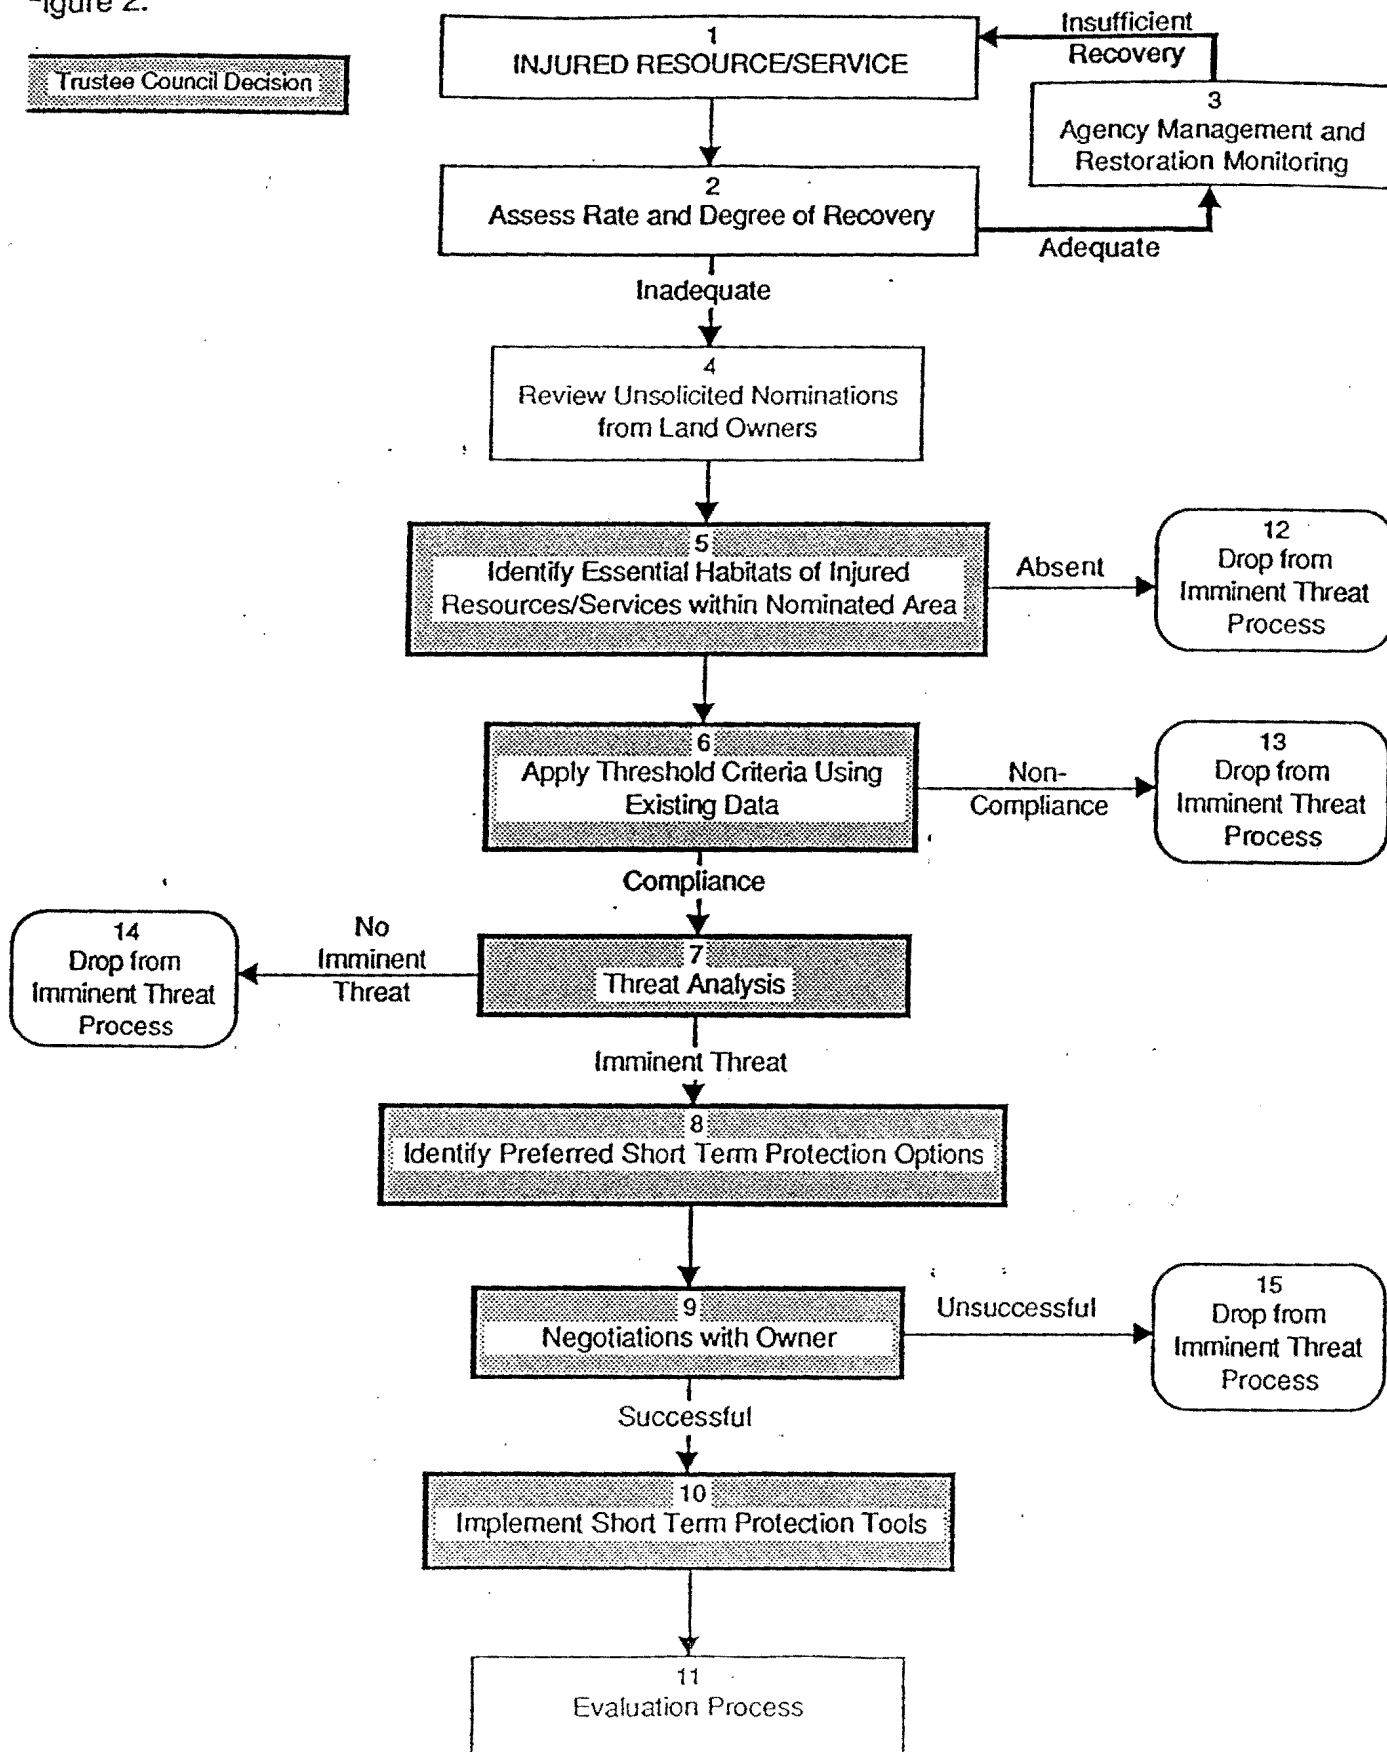 Figure 2.
Trustee Council Decision
1
INJURED RESOURCE/SERVICE
Insufficient
Recovery
3
Agency Management and
Restoration Monitoring
2
Assess Rate and Degree of Recovery
Adequate
Inadequate
4
Review Unsolicited Nominations
from Land Owners
5
Identify Essential Habitats of Injured
Resources/Services within Nominated Area
Absent
12
Drop from
Imminent Threat
Process
6
Apply Threshold Criteria Using
Existing Data
Non-
Compliance
13
Drop from
Imminent Threat
Process
Compliance
14
Drop from
Imminent Threat
Process
No
Imminent
Threat
7
Threat Analysis
Imminent Threat
8
Identify Preferred Short Term Protection Options
9
Negotiations with Owner
Unsuccessful
15
Drop from
Imminent Threat
Process
Successful
10
Implement Short Term Protection Tools
11
Evaluation Process